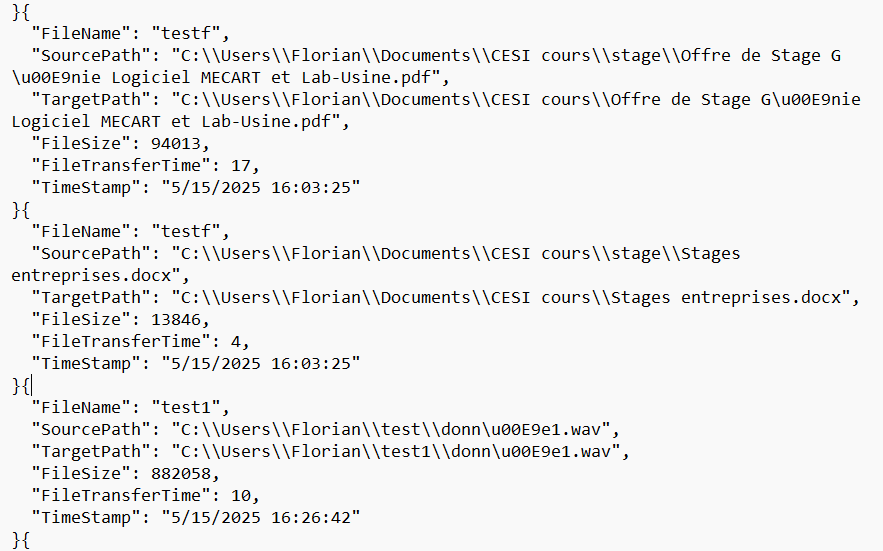 }{
  "FileName": "testf",
  "SourcePath": "C:\\Users\\Florian\\Documents\\CESI cours\\stage\\Offre de Stage G
\u00E9nie Logiciel MECART et Lab-Usine.pdf",
  "TargetPath": "C:\\Users\\Florian\\Documents\\CESI cours\\Offre de Stage G\u00E9nie
Logiciel MECART et Lab-Usine.pdf",
  "FileSize": 94013,
  "FileTransferTime": 17,
  "TimeStamp": "5/15/2025 16:03:25"
}{
  "FileName": "testf",
  "SourcePath": "C:\\Users\\Florian\\Documents\\CESI cours\\stage\\Stages
entreprises.docx",
  "TargetPath": "C:\\Users\\Florian\\Documents\\CESI cours\\Stages entreprises.docx",
  "FileSize": 13846,
  "FileTransferTime": 4,
  "TimeStamp": "5/15/2025 16:03:25"
}{
  "FileName": "test1",
  "SourcePath": "C:\\Users\\Florian\\test\\donn\u00E9e1.wav",
  "TargetPath": "C:\\Users\\Florian\\test1\\donn\u00E9e1.wav",
  "FileSize": 882058,
  "FileTransferTime": 10,
  "TimeStamp": "5/15/2025 16:26:42"
}{